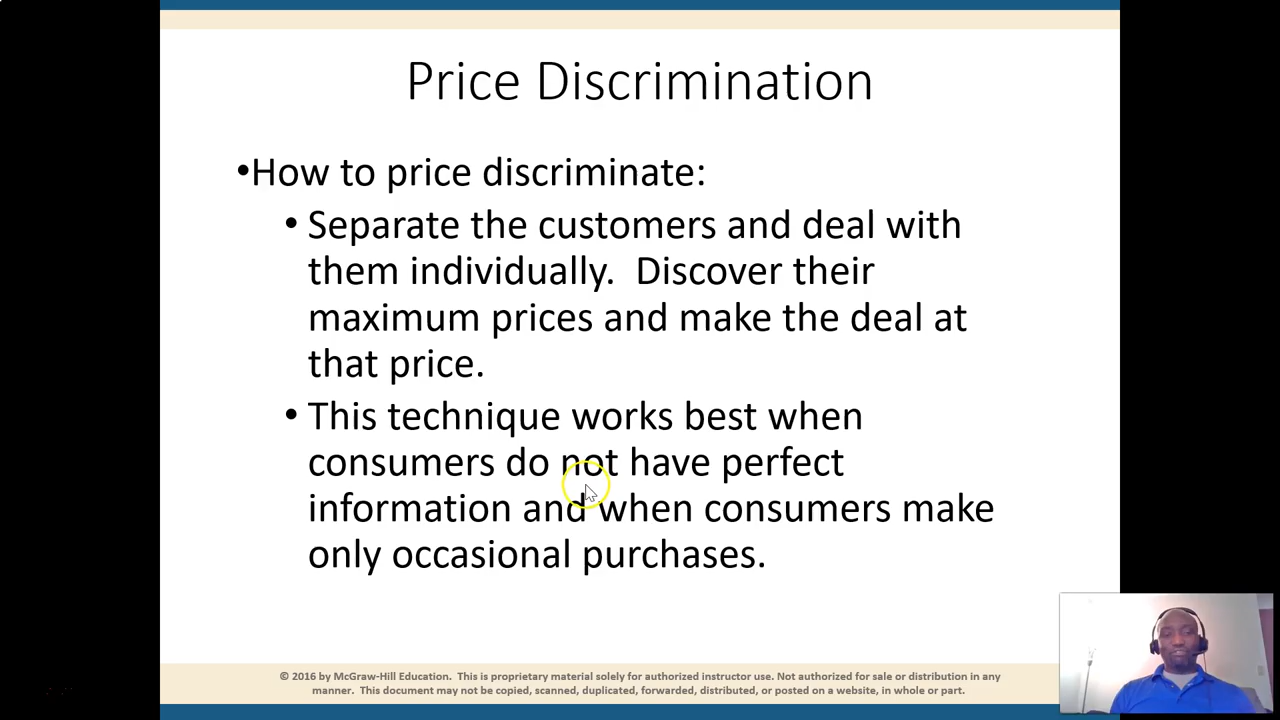 Price Discrimination
•How to price discriminate:
• Separate the customers and deal with
them individually.  Discover their
maximum prices and make the deal at
that price.
• This technique works best when
consumers do not have perfect
information and when consumers make
only occasional purchases.
© 2016 by McGraw-Hill Education.  This is proprietary material solely for authorized instructor use. Not authorized for sale or distribution in any
manner.  This document may not be copied, scanned, duplicated, forwarded, distributed, or posted on a website, in whole or part.